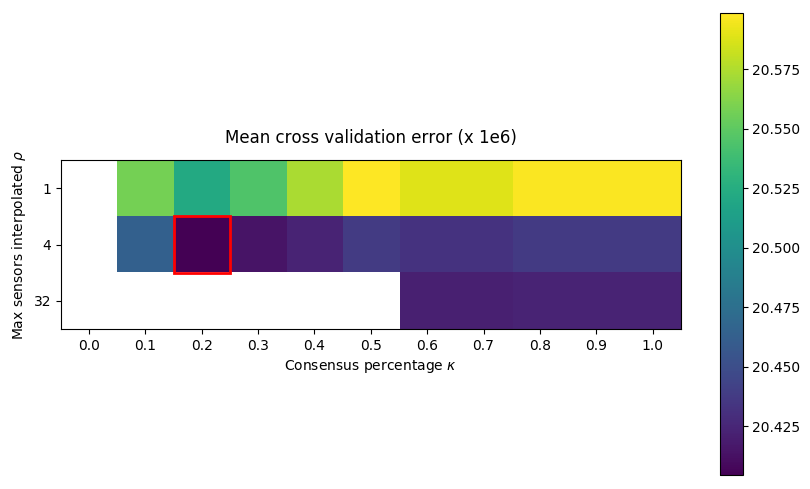 Mean cross validation error (x 1e6)
Max sensors interpolated ρ
1
4
32
0.0 0.1 0.2 0.3 0.4 0.5 0.6 0.7 0.8 0.9 1.0
Consensus percentage κ
20.575
20.550
20.525
20.500
20.475
20.450
20.425